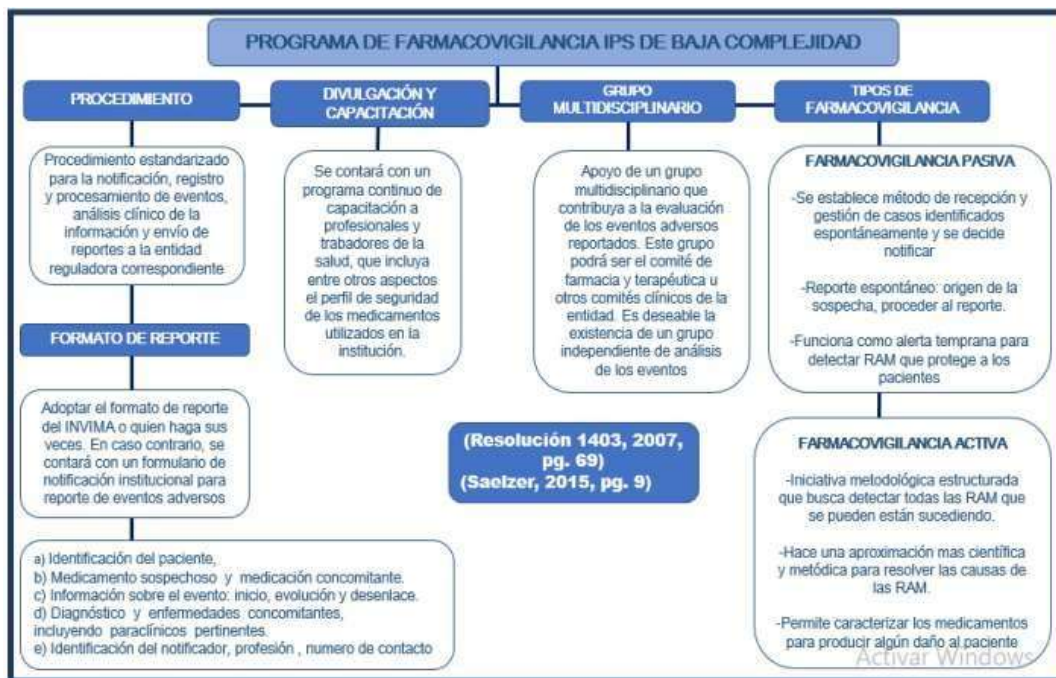 PROGRAMA DE FARMACOVIGILANCIA IPS DE BAJA COMPLEJIDAD
PROCEDIMIENTO
Procedimiento estandarizado
para la notificación, registro
y procesamiento de eventos,
análisis clínico de la
información y envío de
reportes a la entidad
reguladora correspondiente
FORMATO DE REPORTE
Adoptar el formato de reporte
del INVIMA o quien haga sus
veces. En caso contrario, se
contará con un formulario de
notificación institucional para
reporte de eventos adversos
a) Identificación del paciente,
b) Medicamento sospechoso y medicación concomitante.
c) Información sobre el evento: inicio, evolución y desenlace.
d) Diagnóstico y enfermedades concomitantes,
incluyendo paraclínicos pertinentes.
e) Identificación del notificador, profesión , numero de contacto
DIVULGACIÓN Y
CAPACITACIÓN
Se contará con un
programa continuo de
capacitación a
profesionales y
trabadores de la
salud, que incluya
entre otros aspectos
el perfil de seguridad
de los medicamentos
utilizados en la
institución.
GRUPO
MULTIDISCIPLINARIO
Apoyo de un grupo
multidisciplinario que
contribuya a la evaluación
de los eventos adversos
reportados. Este grupo
podrá ser el comité de
farmacia y terapéutica u
otros comités clínicos de la
entidad. Es deseable la
existencia de un grupo
independiente de análisis
de los eventos
(Resolución 1403, 2007,
pg. 69)
(Saelzer, 2015, pg. 9)
TIPOS DE
FARMACOVIGILANCIA
FARMACOVIGILANCIA PASIVA
-Se establece método de recepción y
gestión de casos identificados
espontáneamente y se decide
notificar
-Reporte espontáneo: origen de la
sospecha, proceder al reporte.
-Funciona como alerta temprana para
detectar RAM que protege a los
pacientes
FARMACOVIGILANCIA ACTIVA
-Iniciativa metodológica estructurada
que busca detectar todas las RAM que
se pueden están sucediendo.
-Hace una aproximación mas científica
y metódica para resolver las causas de
las RAM.
-Permite caracterizar los medicamentos
para producir algún daño al paciente
Activar Windows